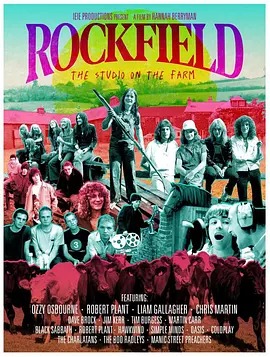 IEIE PRODUCTIONS PRESENT A FILM BY HANNAH BERRYMAN
ROCKFIELD
THE STUDIO ON THE FARM
FEATURING:
OZZY OSBOURNE · ROBERT PLANT · LIAM GALLAGHER · CHRIS MARTIN
DAVE BROCK · JIM KERR · TIM BURGESS · MARTIN CARR
BLACK SABBATH · ROBERT PLANT · HAWKWIND · SIMPLE MINDS · OASIS · COLDPLAY
THE CHARLATANS · THE BOO RADLEYS · MANIC STREET PREACHERS